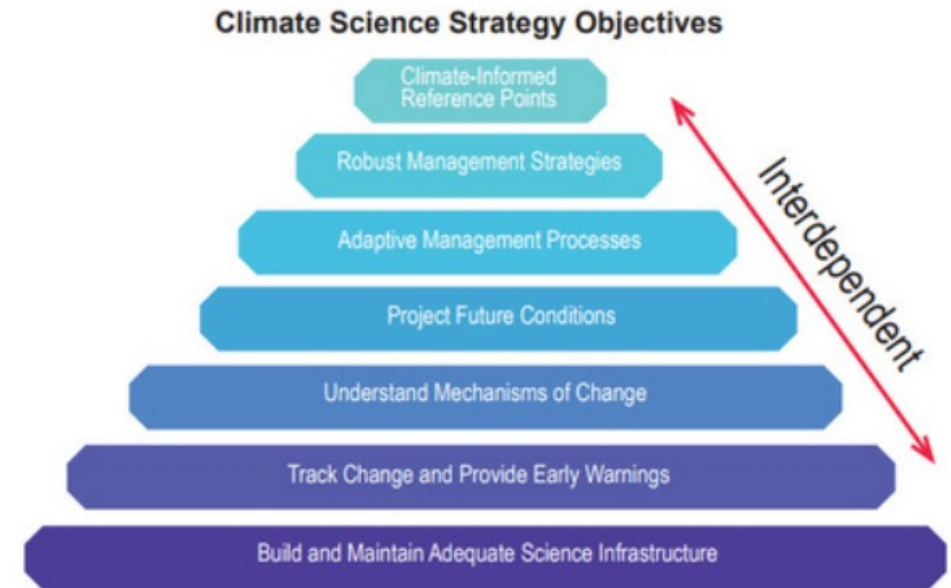 Climate Science Strategy Objectives
Climate-Informed
Reference Points
Robust Management Strategies
Adaptive Management Processes
Project Future Conditions
Understand Mechanisms of Change
Track Change and Provide Early Warnings
Build and Maintain Adequate Science Infrastructure
Interdependent